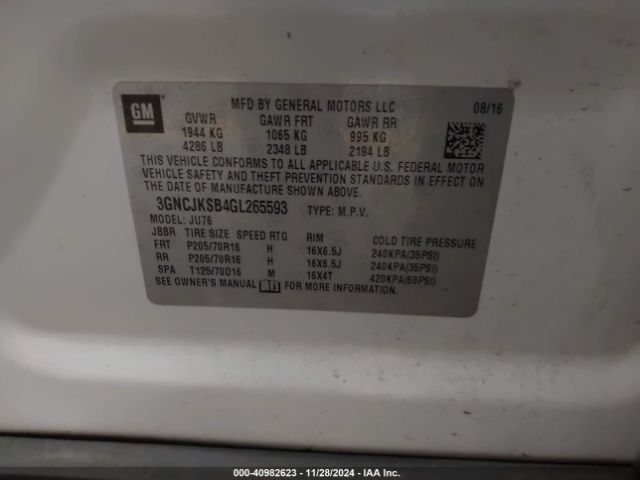 GM
MFD BY GENERAL MOTORS LLC 08/16
GVWR GAWR FRT GAWR RR
1944 KG 1065 KG 995 KG
4286 LB 2348 LB 2194 LB
THIS VEHICLE CONFORMS TO ALL APPLICABLE U.S. FEDERAL MOTOR
VEHICLE SAFETY AND THEFT PREVENTION STANDARDS IN EFFECT ON THE
DATE OF MANUFACTURE SHOWN ABOVE.
3GNCJKSB4GL265593 TYPE: M.P.V.
MODEL: JU76
JBBR TIRE SIZE SPEED RTG RIM COLD TIRE PRESSURE
FRT P205/70R16 H 16X6.5J 240KPA(35PSI)
RR P205/70R16 H 16X6.5J 240KPA(35PSI)
SPA T125/70D16 M 16X4T 420KPA(60PSI)
SEE OWNER'S MANUAL FOR MORE INFORMATION.
000-40982623 - 11/28/2024 - IAA Inc.